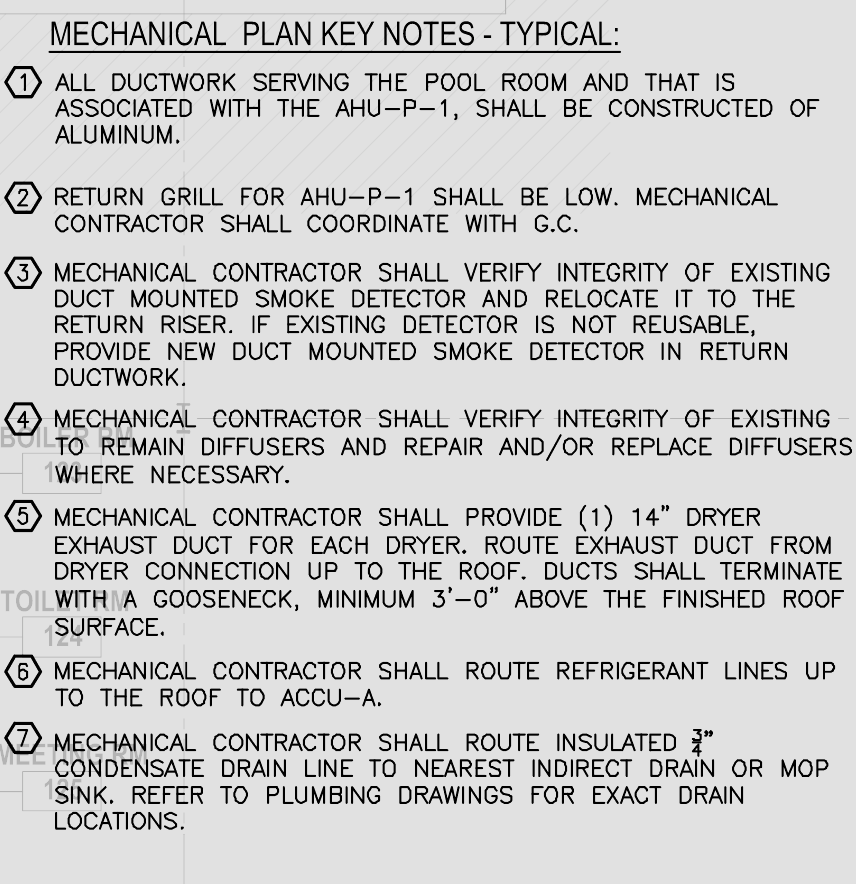 MECHANICAL PLAN KEY NOTES - TYPICAL:
1 ALL DUCTWORK SERVING THE POOL ROOM AND THAT IS
ASSOCIATED WITH THE AHU-P-1, SHALL BE CONSTRUCTED OF
ALUMINUM.
2 RETURN GRILL FOR AHU-P-1 SHALL BE LOW. MECHANICAL
CONTRACTOR SHALL COORDINATE WITH G.C.
3 MECHANICAL CONTRACTOR SHALL VERIFY INTEGRITY OF EXISTING
DUCT MOUNTED SMOKE DETECTOR AND RELOCATE IT TO THE
RETURN RISER. IF EXISTING DETECTOR IS NOT REUSABLE,
PROVIDE NEW DUCT MOUNTED SMOKE DETECTOR IN RETURN
DUCTWORK.
4 MECHANICAL CONTRACTOR SHALL VERIFY INTEGRITY OF EXISTING
BOILER RM
TO REMAIN DIFFUSERS AND REPAIR AND/OR REPLACE DIFFUSERS
WHERE NECESSARY.
5 MECHANICAL CONTRACTOR SHALL PROVIDE (1) 14" DRYER
EXHAUST DUCT FOR EACH DRYER. ROUTE EXHAUST DUCT FROM
DRYER CONNECTION UP TO THE ROOF. DUCTS SHALL TERMINATE
TOILET RM
WITH A GOOSENECK, MINIMUM 3'-0" ABOVE THE FINISHED ROOF
SURFACE.
124
6 MECHANICAL CONTRACTOR SHALL ROUTE REFRIGERANT LINES UP
TO THE ROOF TO ACCU-A.
7 MECHANICAL CONTRACTOR SHALL ROUTE INSULATED 3/4"
MEETING RM
CONDENSATE DRAIN LINE TO NEAREST INDIRECT DRAIN OR MOP
SINK. REFER TO PLUMBING DRAWINGS FOR EXACT DRAIN
LOCATIONS.